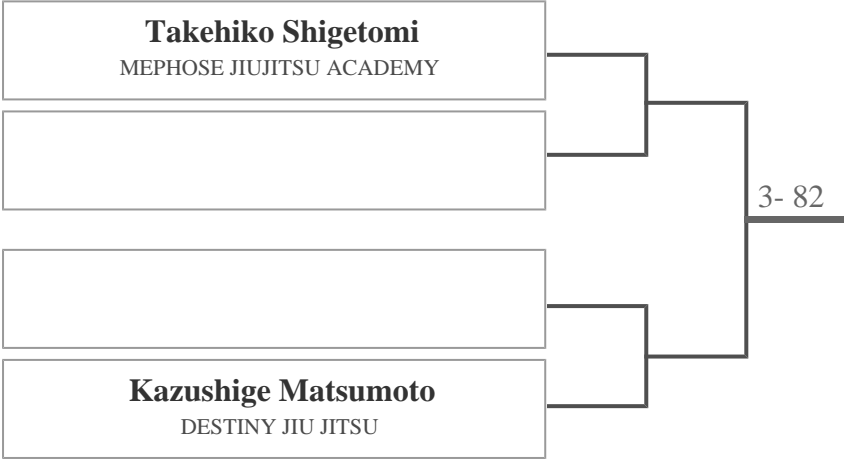 Takehiko Shigetomi
MEPHOSE JIUJITSU ACADEMY
3- 82
Kazushige Matsumoto
DESTINY JIU JITSU